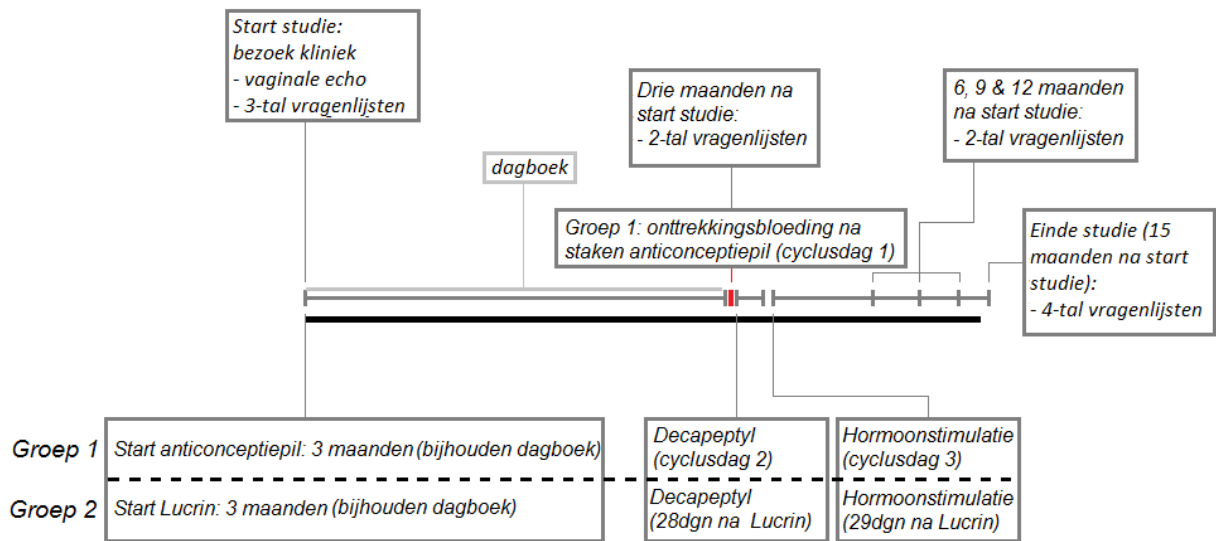 Start studie:
bezoek kliniek
- vaginale echo
- 3-tal vragenlijsten
Drie maanden na
start studie:
- 2-tal vragenlijsten
6, 9 & 12 maanden
na start studie:
- 2-tal vragenlijsten
dagboek
Groep 1: onttrekkingsbloeding na
staken anticonceptiepil (cyclusdag 1)
Einde studie (15
maanden na start
studie):
- 4-tal vragenlijsten
Groep 1
Start anticonceptiepil: 3 maanden (bijhouden dagboek)
Decapeptyl
(cyclusdag 2)
Hormoonstimulatie
(cyclusdag 3)
Groep 2
Start Lucrin: 3 maanden (bijhouden dagboek)
Decapeptyl
(28dgn na Lucrin)
Hormoonstimulatie
(29dgn na Lucrin)